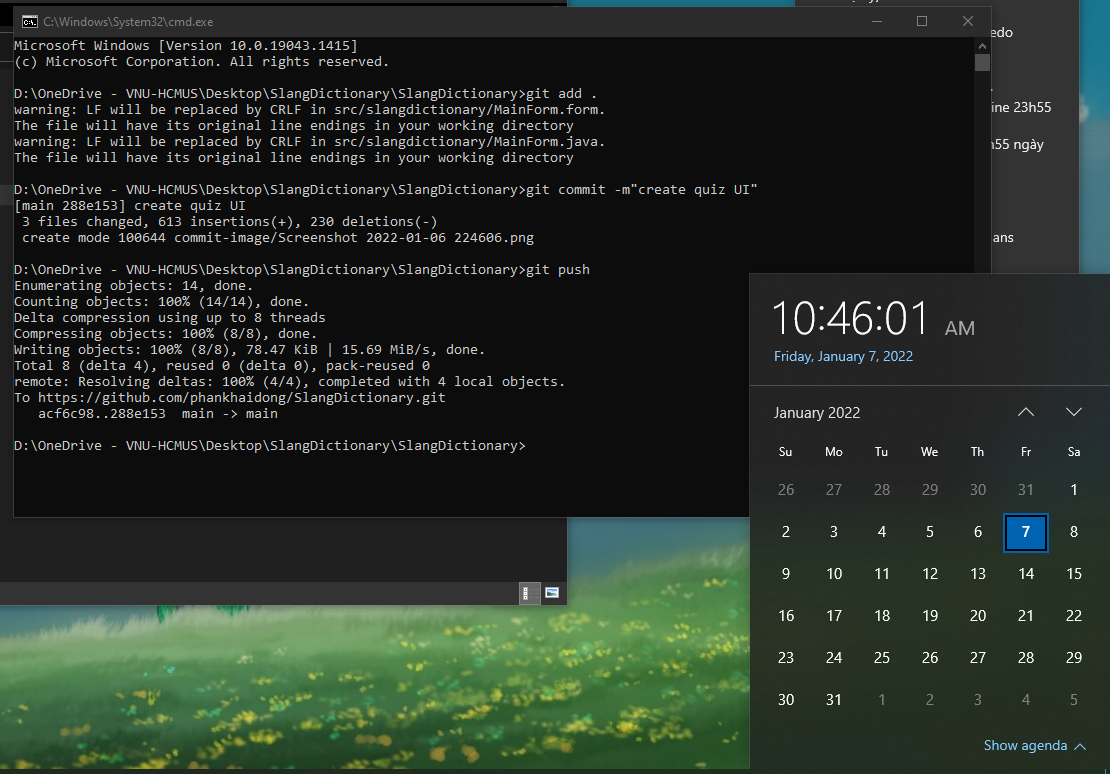 C:\Windows\System32\cmd.exe
Microsoft Windows [Version 10.0.19043.1415]
(c) Microsoft Corporation. All rights reserved.
D:\OneDrive - VNU-HCMUS\Desktop\SlangDictionary\SlangDictionary>git add .
warning: LF will be replaced by CRLF in src/slangdictionary/MainForm.form.
The file will have its original line endings in your working directory
warning: LF will be replaced by CRLF in src/slangdictionary/MainForm.java.
The file will have its original line endings in your working directory
D:\OneDrive - VNU-HCMUS\Desktop\SlangDictionary\SlangDictionary>git commit -m"create quiz UI"
[main 288e153] create quiz UI
3 files changed, 613 insertions(+), 230 deletions(-)
create mode 100644 commit-image/Screenshot 2022-01-06 224606.png
D:\OneDrive - VNU-HCMUS\Desktop\SlangDictionary\SlangDictionary>git push
Enumerating objects: 14, done.
Counting objects: 100% (14/14), done.
Delta compression using up to 8 threads
Compressing objects: 100% (8/8), done.
Writing objects: 100% (8/8), 78.47 KiB | 15.69 MiB/s, done.
Total 8 (delta 4), reused 0 (delta 0), pack-reused 0
remote: Resolving deltas: 100% (4/4), completed with 4 local objects.
To https://github.com/phankhaidong/SlangDictionary.git
acf6c98..288e153  main -> main
D:\OneDrive - VNU-HCMUS\Desktop\SlangDictionary\SlangDictionary>
edo
ine 23h55
h55 ngày
ans
10:46:01 AM
Friday, January 7, 2022
January 2022
Su Mo Tu We Th Fr Sa
26 27 28 29 30 31 1
2 3 4 5 6 7 8
9 10 11 12 13 14 15
16 17 18 19 20 21 22
23 24 25 26 27 28 29
30 31 1 2 3 4 5
Show agenda